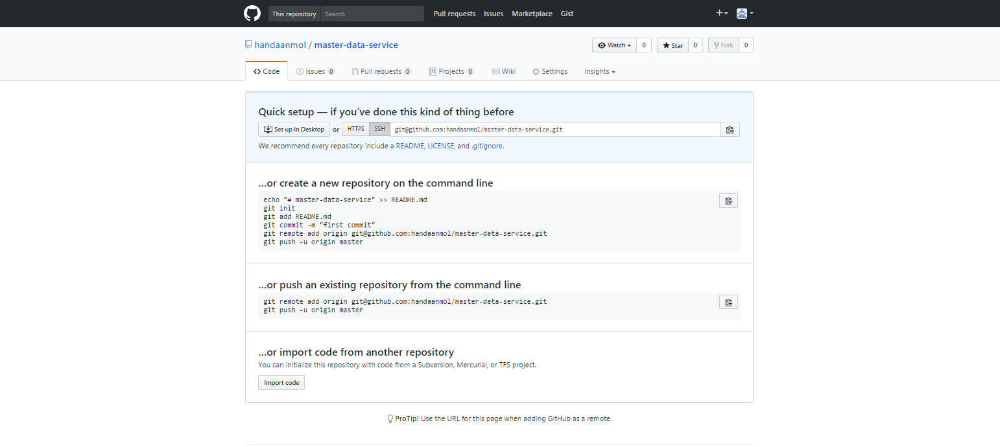 This repository Search Pull requests Issues Marketplace Gist
handaanmol / master-data-service Watch 0 Star 0 Fork 0
Code Issues 0 Pull requests 0 Projects 0 Wiki Settings Insights
Quick setup — if you’ve done this kind of thing before
Set up in Desktop or HTTPS SSH git@github.com:handaanmol/master-data-service.git
We recommend every repository include a README, LICENSE, and .gitignore.
…or create a new repository on the command line
echo "# master-data-service" >> README.md
git init
git add README.md
git commit -m "first commit"
git remote add origin git@github.com:handaanmol/master-data-service.git
git push -u origin master
…or push an existing repository from the command line
git remote add origin git@github.com:handaanmol/master-data-service.git
git push -u origin master
…or import code from another repository
You can initialize this repository with code from a Subversion, Mercurial, or TFS project.
Import code
ProTip! Use the URL for this page when adding GitHub as a remote.